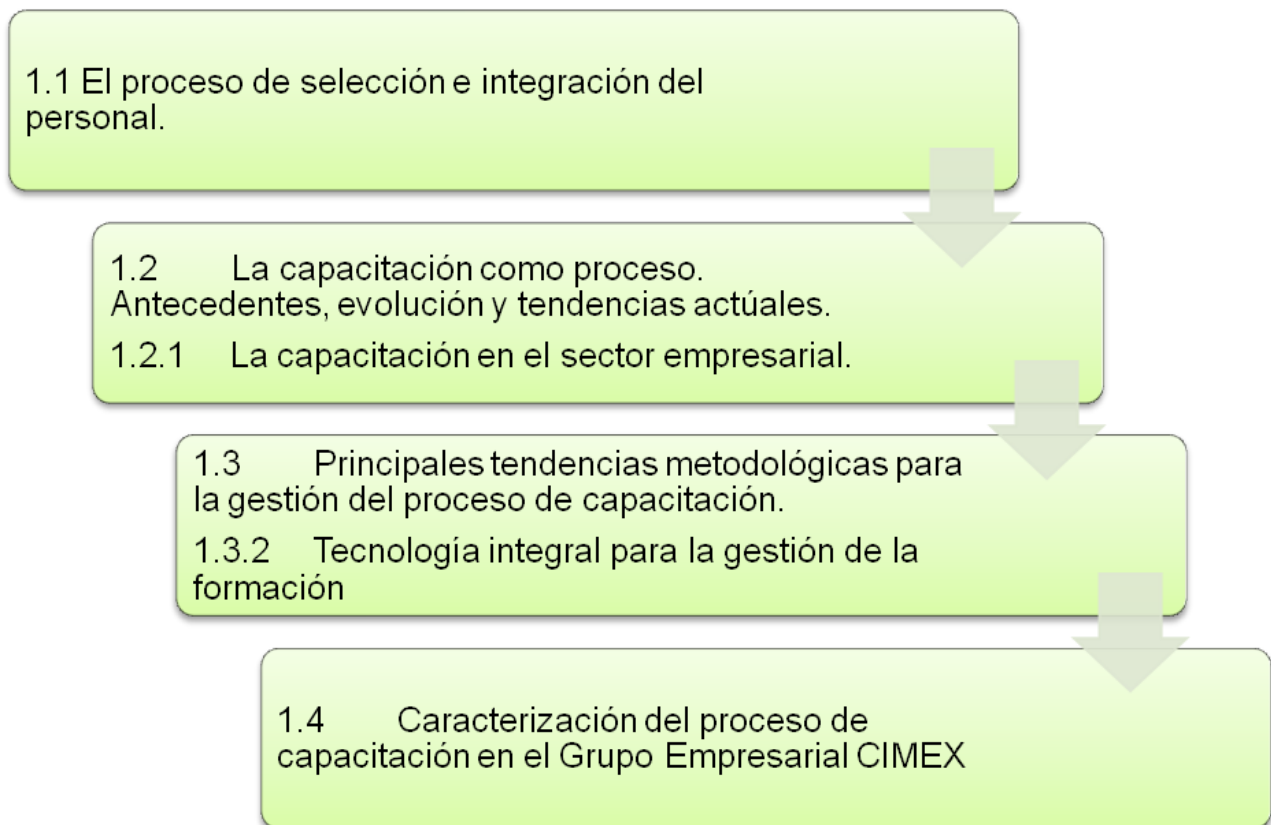 1.1 El proceso de selección e integración del
personal.
1.2 La capacitación como proceso.
Antecedentes, evolución y tendencias actúales.
1.2.1 La capacitación en el sector empresarial.
1.3 Principales tendencias metodológicas para
la gestión del proceso de capacitación.
1.3.2 Tecnología integral para la gestión de la
formación
1.4 Caracterización del proceso de
capacitación en el Grupo Empresarial CIMEX